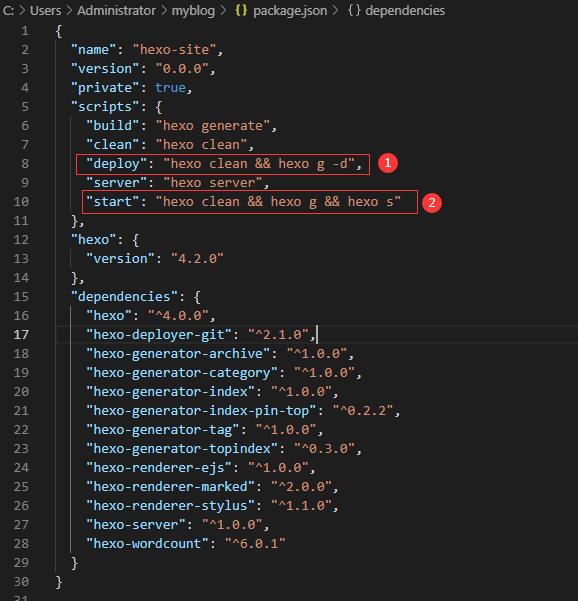 C: > Users > Administrator > myblog > {} package.json > {} dependencies
1 {
2 "name": "hexo-site",
3 "version": "0.0.0",
4 "private": true,
5 "scripts": {
6 "build": "hexo generate",
7 "clean": "hexo clean",
8 "deploy": "hexo clean && hexo g -d", 1
9 "server": "hexo server",
10 "start": "hexo clean && hexo g && hexo s" 2
11 },
12 "hexo": {
13 "version": "4.2.0"
14 },
15 "dependencies": {
16 "hexo": "^4.0.0",
17 "hexo-deployer-git": "^2.1.0",
18 "hexo-generator-archive": "^1.0.0",
19 "hexo-generator-category": "^1.0.0",
20 "hexo-generator-index": "^1.0.0",
21 "hexo-generator-index-pin-top": "^0.2.2",
22 "hexo-generator-tag": "^1.0.0",
23 "hexo-generator-topindex": "^0.3.0",
24 "hexo-renderer-ejs": "^1.0.0",
25 "hexo-renderer-marked": "^2.0.0",
26 "hexo-renderer-stylus": "^1.1.0",
27 "hexo-server": "^1.0.0",
28 "hexo-wordcount": "^6.0.1"
29 }
30 }
31